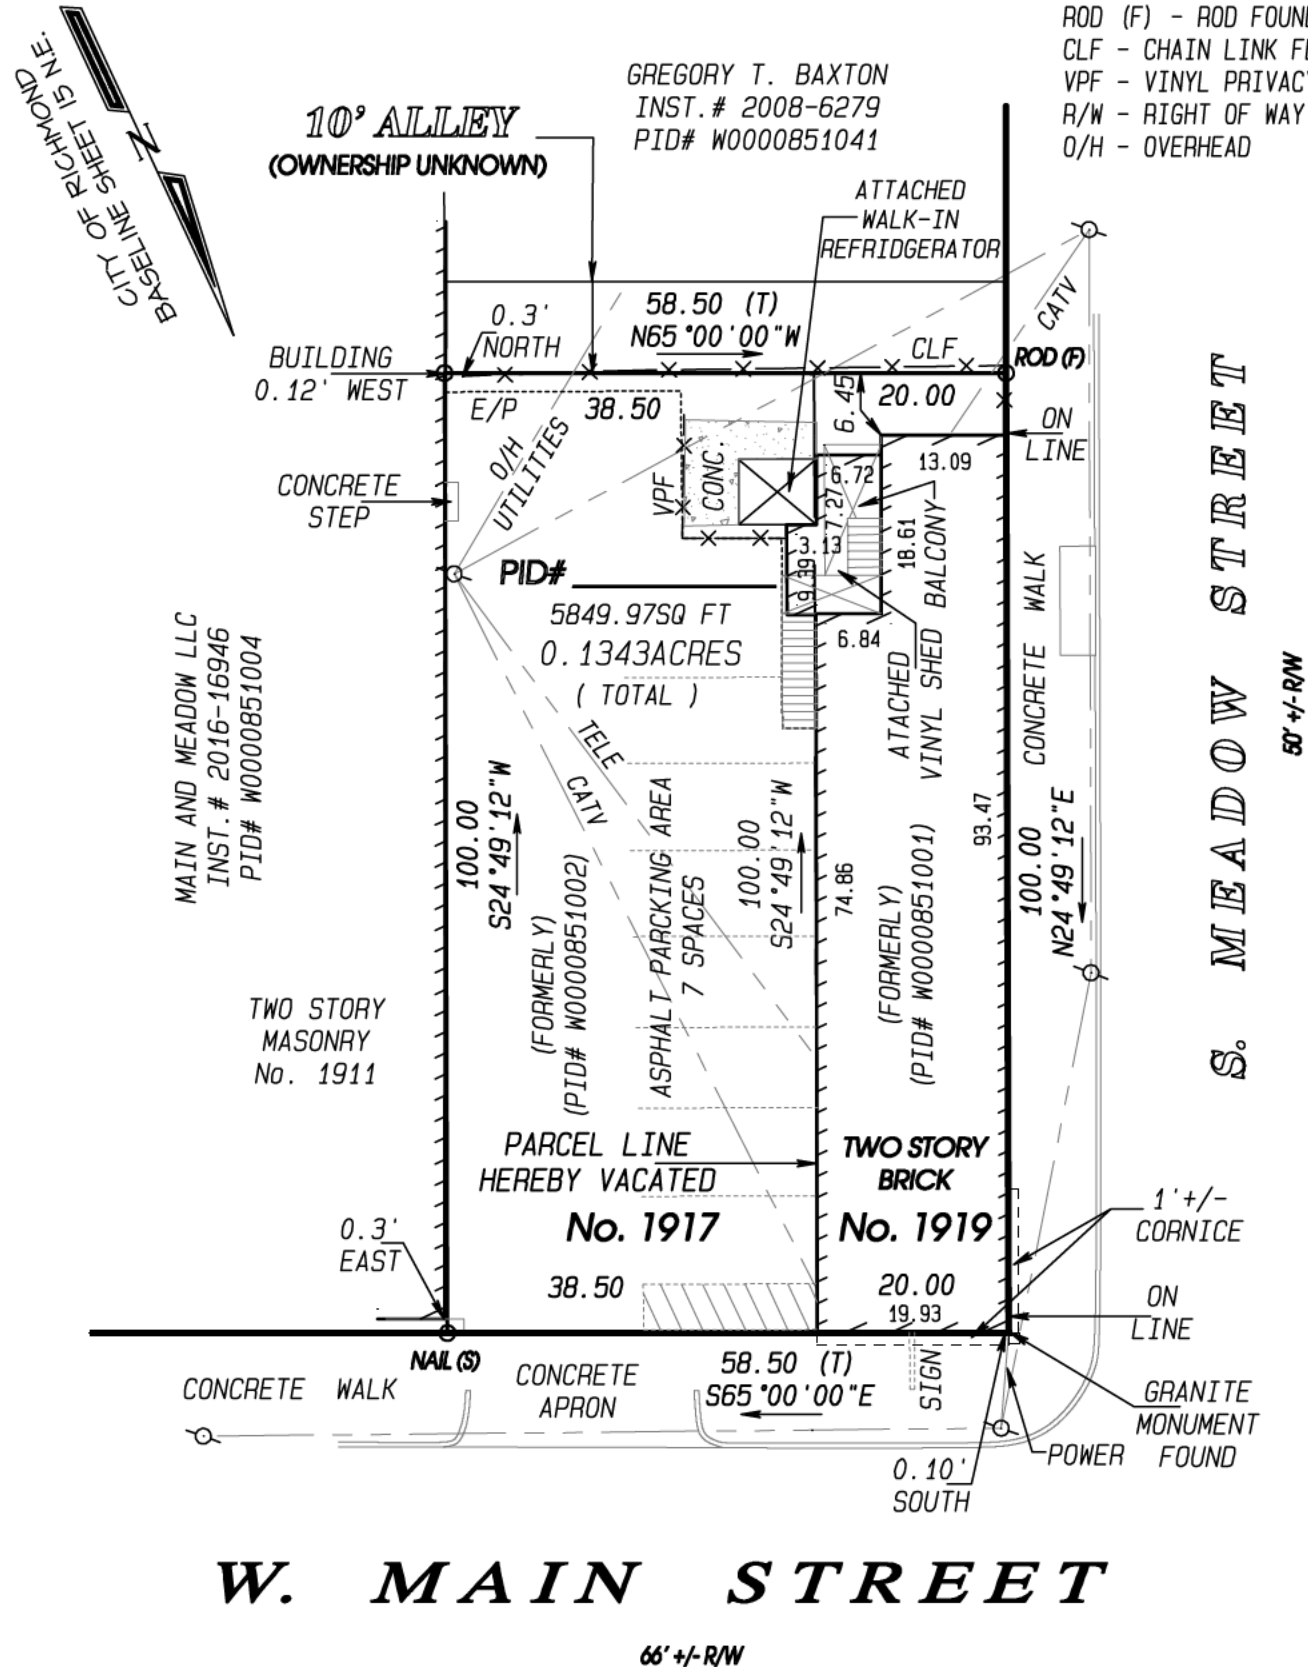 ROD (F) - ROD FOUN
CLF - CHAIN LINK F
VPF - VINYL PRIVACY
R/W - RIGHT OF WAY
O/H - OVERHEAD
CITY OF RICHMOND
BASELINE SHEET 15 N.E.
N
10' ALLEY
(OWNERSHIP UNKNOWN)
GREGORY T. BAXTON
INST.# 2008-6279
PID# W0000851041
ATTACHED
WALK-IN
REFRIDGERATOR
CATV
58.50 (T)
N65°00'00"W
0.3'
NORTH
CLF
ROD (F)
BUILDING
0.12' WEST
E/P
38.50
6.45
20.00
ON
LINE
O/H
UTILITIES
VPF
CONC.
6.72
13.09
CONCRETE
STEP
7.27
3.13
18.61
9.39
6.84
ATACHED
VINYL SHED BALCONY
CONCRETE WALK
PID#
5849.97SQ FT
0.1343ACRES
( TOTAL )
MAIN AND MEADOW LLC
INST.# 2016-16946
PID# W0000851004
TELE
CATV
100.00
S24°49'12"W
(FORMERLY)
(PID# W0000851002)
ASPHALT PARCKING AREA
7 SPACES
100.00
S24°49'12"W
74.86
(FORMERLY)
(PID# W0000851001)
93.47
100.00
N24°49'12"E
S. MEADOW STREET
50' +/- R/W
TWO STORY
MASONRY
No. 1911
PARCEL LINE
HEREBY VACATED
TWO STORY
BRICK
No. 1917
No. 1919
1'+/-
CORNICE
0.3'
EAST
38.50
20.00
19.93
ON
LINE
NAIL (S)
CONCRETE WALK
CONCRETE
APRON
58.50 (T)
S65°00'00"E
SIGN
GRANITE
MONUMENT
FOUND
POWER
0.10'
SOUTH
W. MAIN STREET
66' +/- R/W